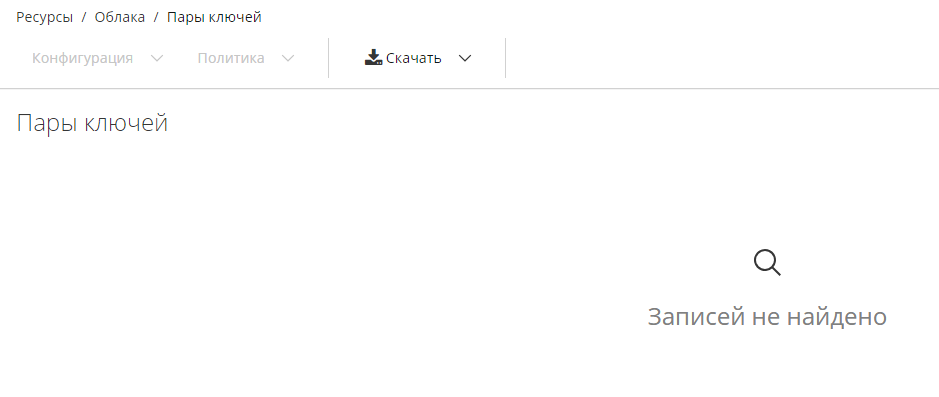 Ресурсы / Облака / Пары ключей
Конфигурация Политика Скачать
Пары ключей
Записей не найдено